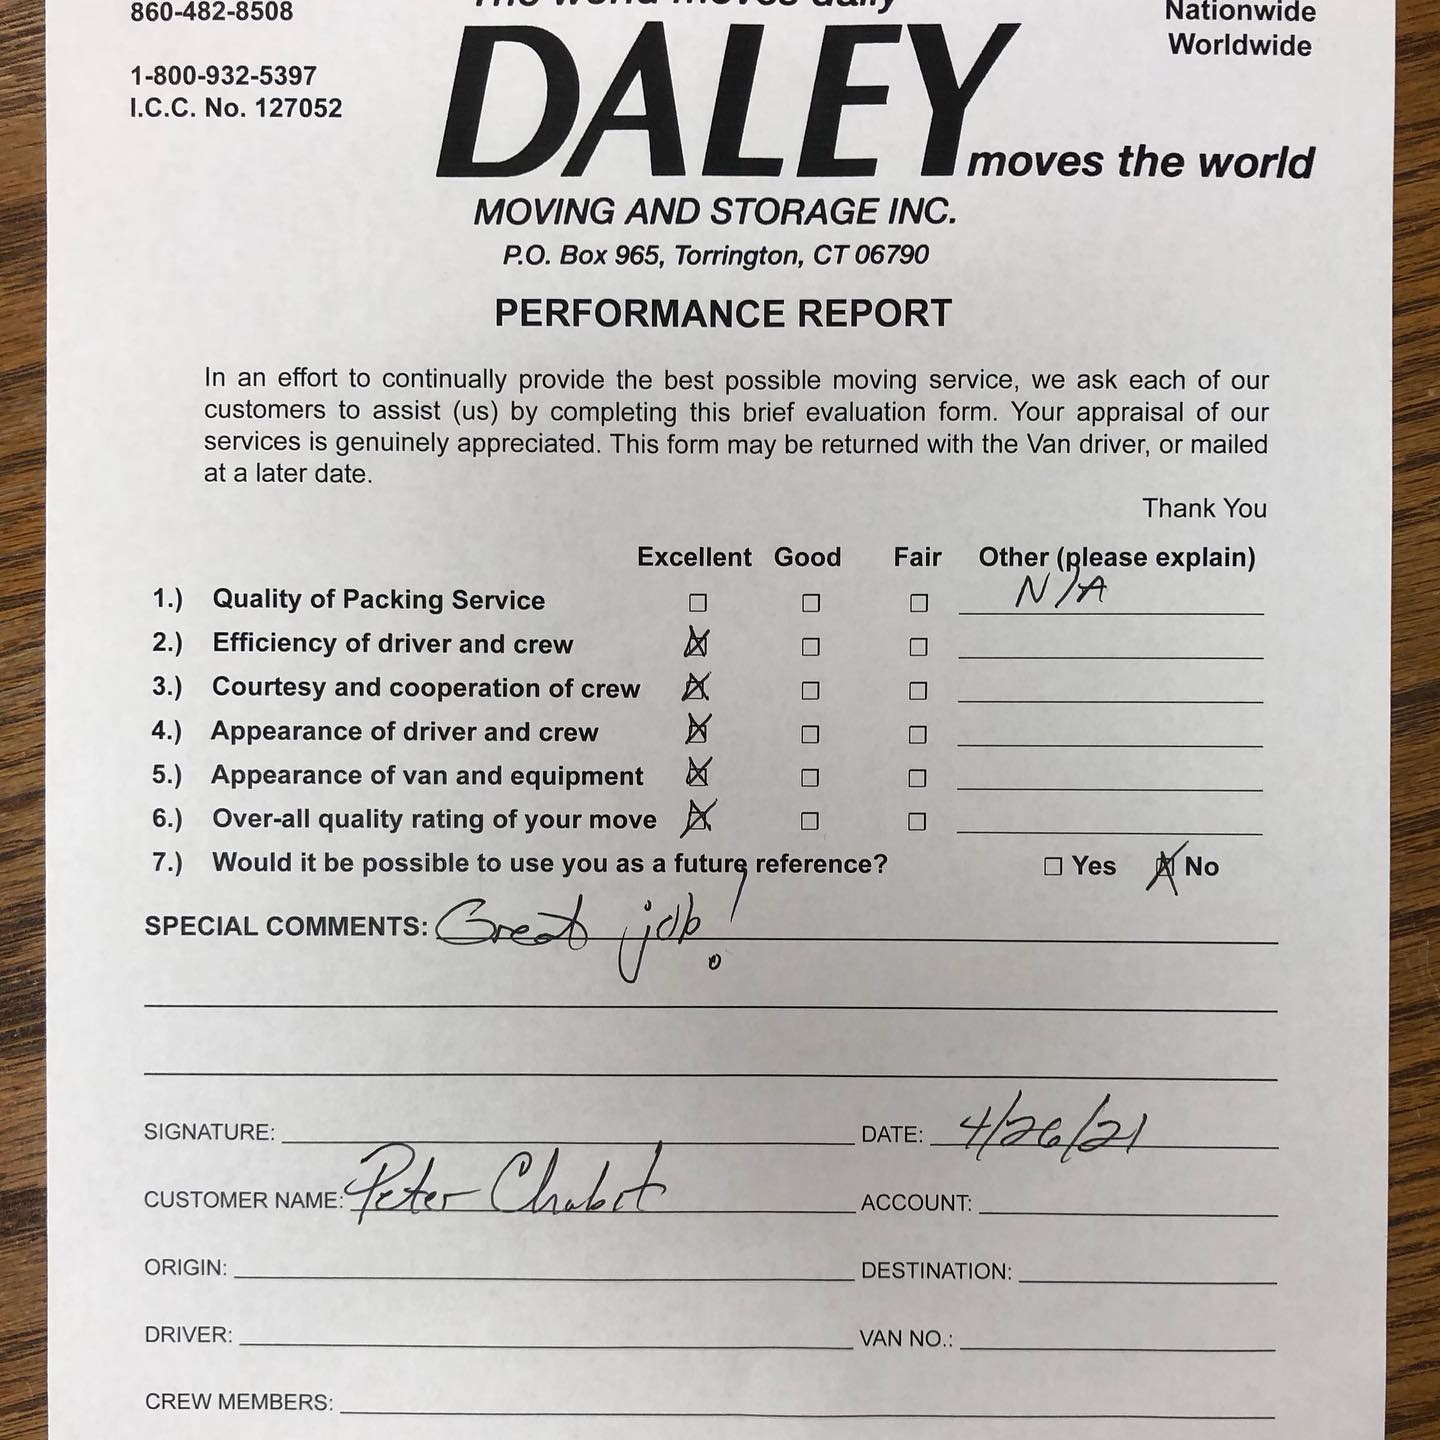 The world moves daily
860-482-8508
Nationwide
Worldwide
1-800-932-5397
I.C.C. No. 127052
DALEY moves the world
MOVING AND STORAGE INC.
P.O. Box 965, Torrington, CT 06790
PERFORMANCE REPORT
In an effort to continually provide the best possible moving service, we ask each of our
customers to assist (us) by completing this brief evaluation form. Your appraisal of our
services is genuinely appreciated. This form may be returned with the Van driver, or mailed
at a later date.
Thank You
Excellent Good Fair Other (please explain)
1.) Quality of Packing Service N/A
2.) Efficiency of driver and crew
3.) Courtesy and cooperation of crew
4.) Appearance of driver and crew
5.) Appearance of van and equipment
6.) Over-all quality rating of your move
7.) Would it be possible to use you as a future reference? Yes No
SPECIAL COMMENTS: Great job!
SIGNATURE: DATE: 4/26/21
CUSTOMER NAME: Peter Chabot ACCOUNT:
ORIGIN: DESTINATION:
DRIVER: VAN NO.:
CREW MEMBERS: